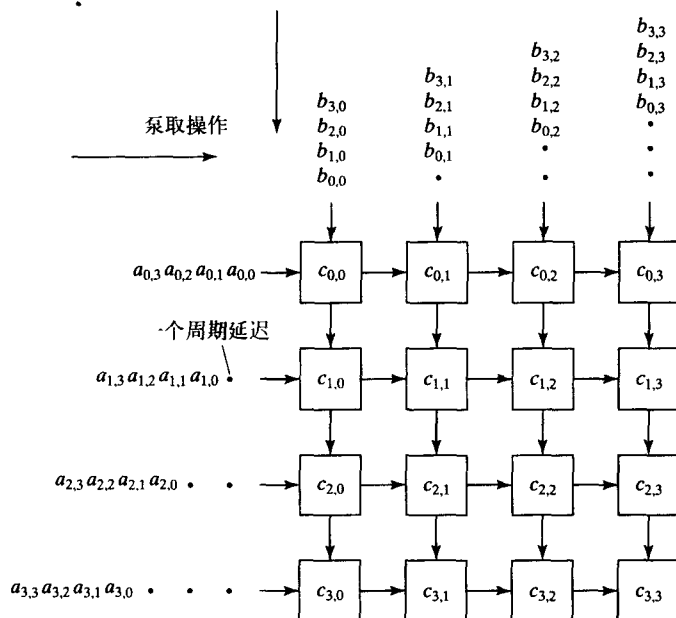 b3,3
b3,2 b2,3
b3,1 b2,2 b1,3
b3,0 b2,1 b1,2 b0,3
泵取操作 b2,0 b1,1 b0,2
b1,0 b0,1
b0,0
a0,3 a0,2 a0,1 a0,0 c0,0 c0,1 c0,2 c0,3
一个周期延迟
a1,3 a1,2 a1,1 a1,0 c1,0 c1,1 c1,2 c1,3
a2,3 a2,2 a2,1 a2,0 c2,0 c2,1 c2,2 c2,3
a3,3 a3,2 a3,1 a3,0 c3,0 c3,1 c3,2 c3,3